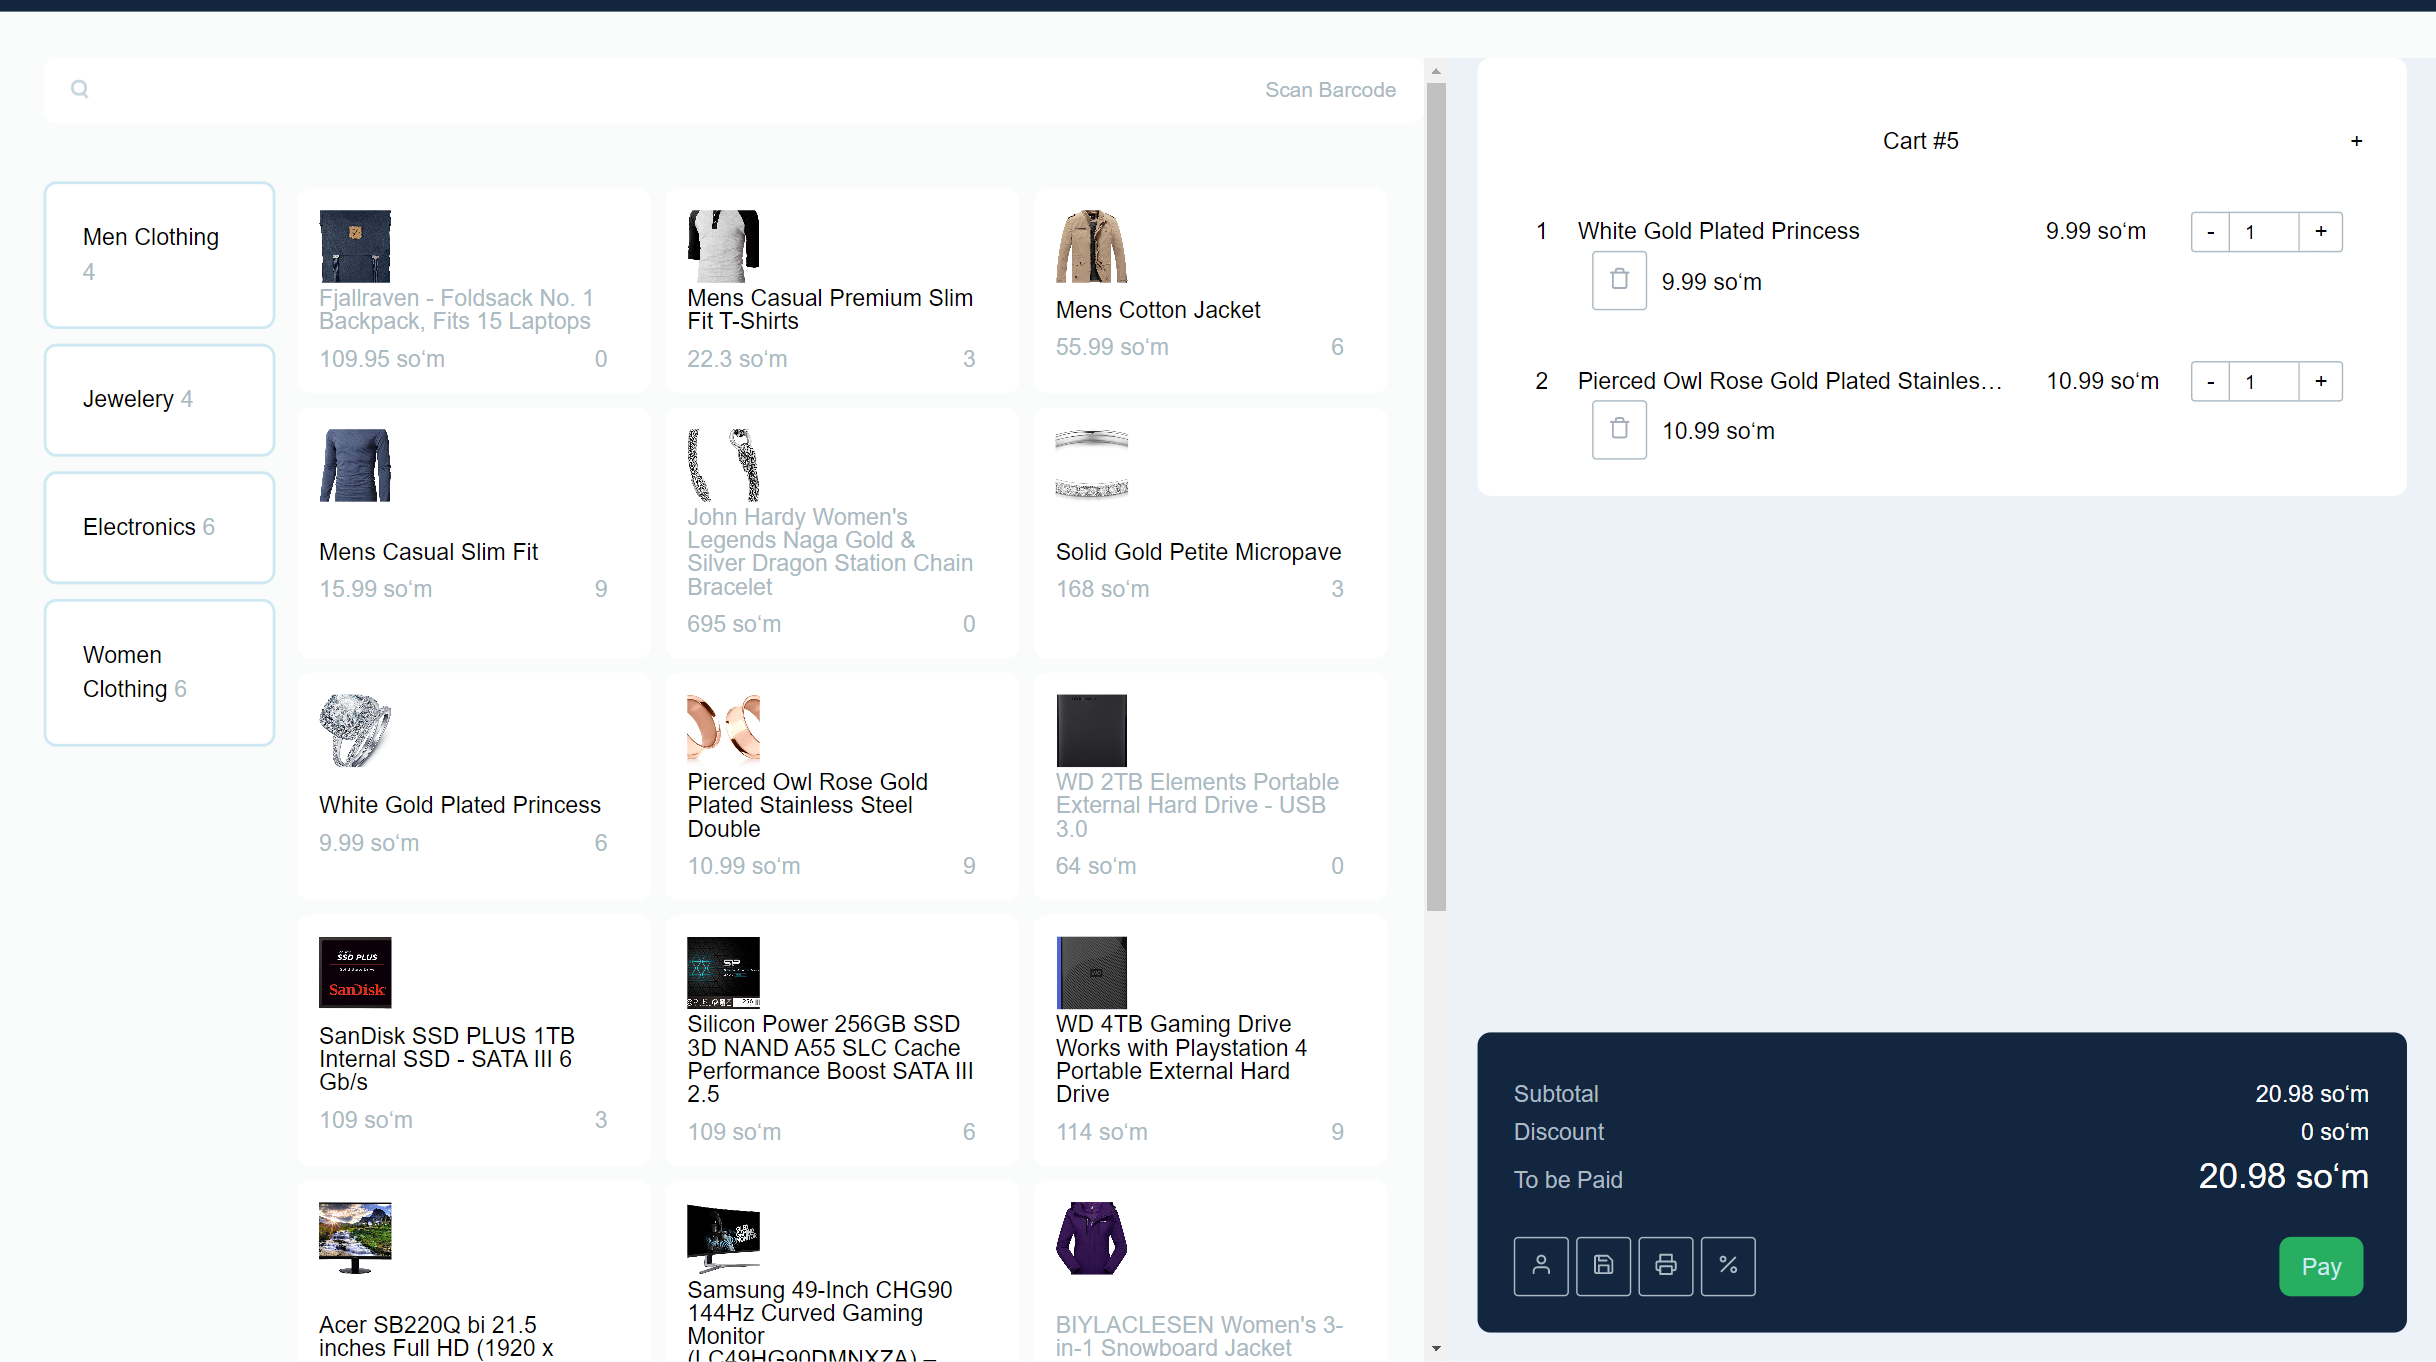 Scan Barcode
Men Clothing
4
Jewelery 4
Electronics 6
Women
Clothing 6
Fjallraven - Foldsack No. 1
Backpack, Fits 15 Laptops
109.95 so‘m 0
Mens Casual Premium Slim
Fit T-Shirts
22.3 so‘m 3
Mens Cotton Jacket
55.99 so‘m 6
Mens Casual Slim Fit
15.99 so‘m 9
John Hardy Women's
Legends Naga Gold &
Silver Dragon Station Chain
Bracelet
695 so‘m 0
Solid Gold Petite Micropave
168 so‘m 3
White Gold Plated Princess
9.99 so‘m 6
Pierced Owl Rose Gold
Plated Stainless Steel
Double
10.99 so‘m 9
WD 2TB Elements Portable
External Hard Drive - USB
3.0
64 so‘m 0
SSD PLUS
SanDisk
SanDisk SSD PLUS 1TB
Internal SSD - SATA III 6
Gb/s
109 so‘m 3
SP
Silicon Power 256GB SSD
3D NAND A55 SLC Cache
Performance Boost SATA III
2.5
109 so‘m 6
WD 4TB Gaming Drive
Works with Playstation 4
Portable External Hard
Drive
114 so‘m 9
Acer SB220Q bi 21.5
inches Full HD (1920 x
Samsung 49-Inch CHG90
144Hz Curved Gaming
Monitor
(LC49HG90DMNXZA) –
BIYLACLESEN Women's 3-
in-1 Snowboard Jacket
Cart #5 +
1 White Gold Plated Princess 9.99 so‘m - 1 +
9.99 so‘m
2 Pierced Owl Rose Gold Plated Stainles... 10.99 so‘m - 1 +
10.99 so‘m
Subtotal 20.98 so‘m
Discount 0 so‘m
To be Paid 20.98 so‘m
Pay